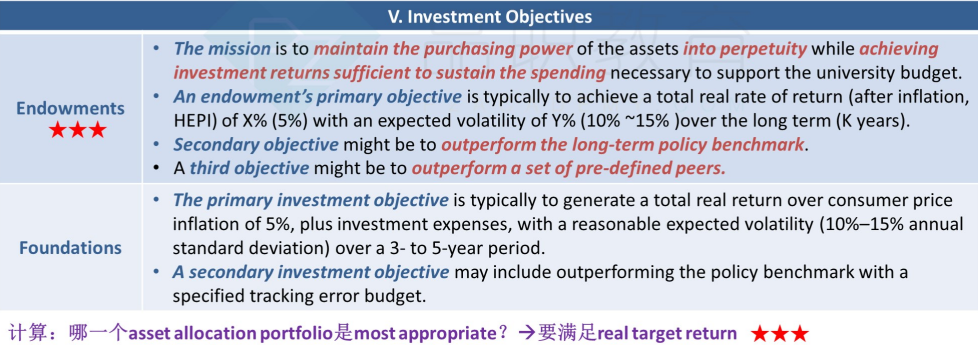 V. Investment Objectives
• The mission is to maintain the purchasing power of the assets into perpetuity while achieving
investment returns sufficient to sustain the spending necessary to support the university budget.
Endowments
★★★
• An endowment's primary objective is typically to achieve a total real rate of return (after inflation,
HEPI) of X% (5%) with an expected volatility of Y% (10% ~15% )over the long term (K years).
• Secondary objective might be to outperform the long-term policy benchmark.
• A third objective might be to outperform a set of pre-defined peers.
Foundations
• The primary investment objective is typically to generate a total real return over consumer price
inflation of 5%, plus investment expenses, with a reasonable expected volatility (10%–15% annual
standard deviation) over a 3- to 5-year period.
• A secondary investment objective may include outperforming the policy benchmark with a
specified tracking error budget.
计算：哪一个asset allocation portfolio是most appropriate？→要满足real target return ★★★